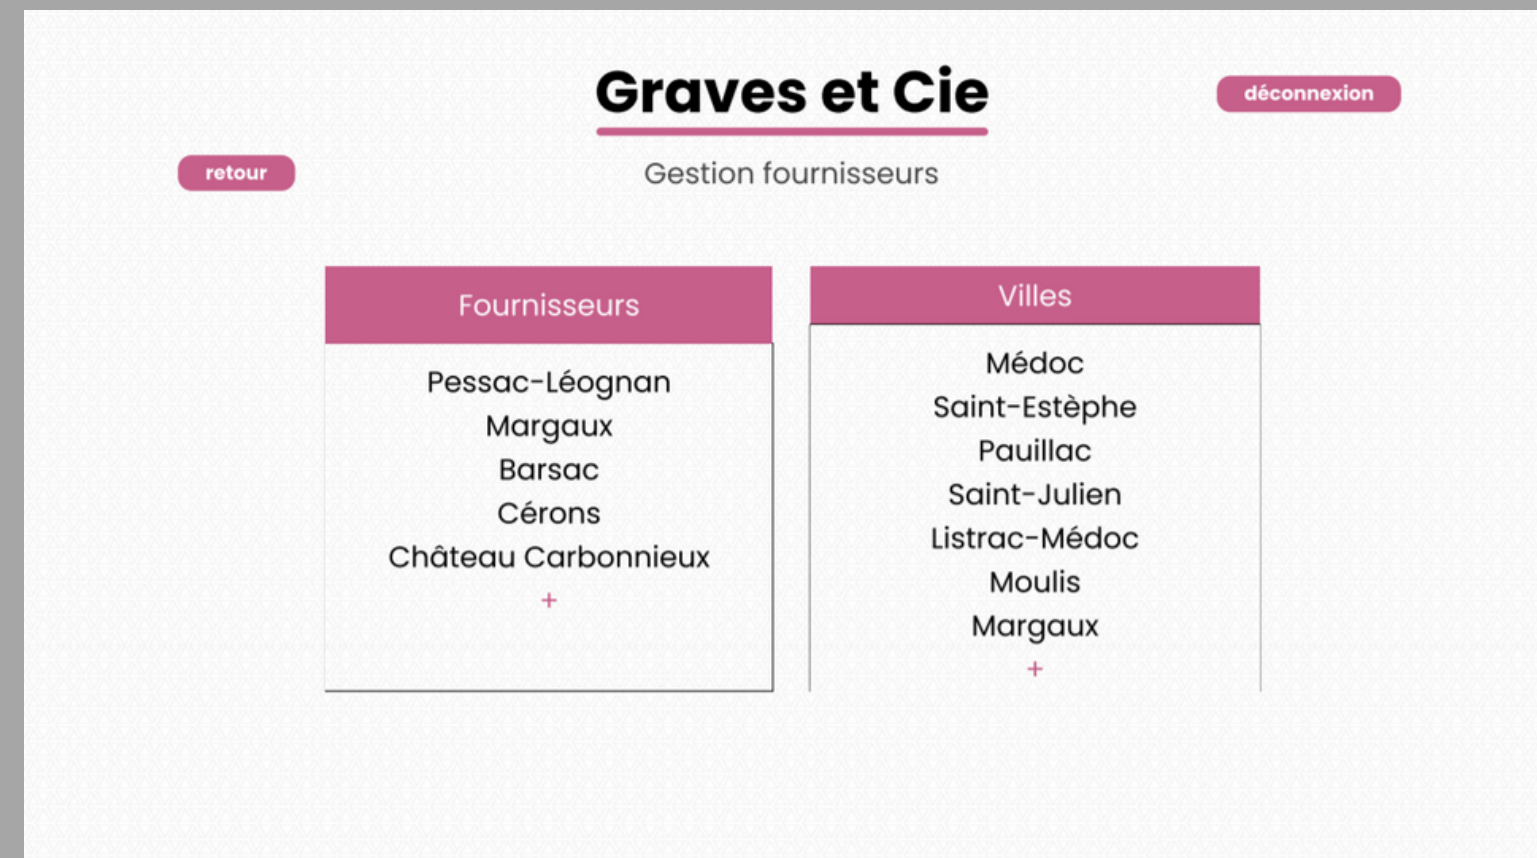 Graves et Cie
déconnexion
retour
Gestion fournisseurs
Fournisseurs
Pessac-Léognan
Margaux
Barsac
Cérons
Château Carbonnieux
+
Villes
Médoc
Saint-Estèphe
Pauillac
Saint-Julien
Listrac-Médoc
Moulis
Margaux
+